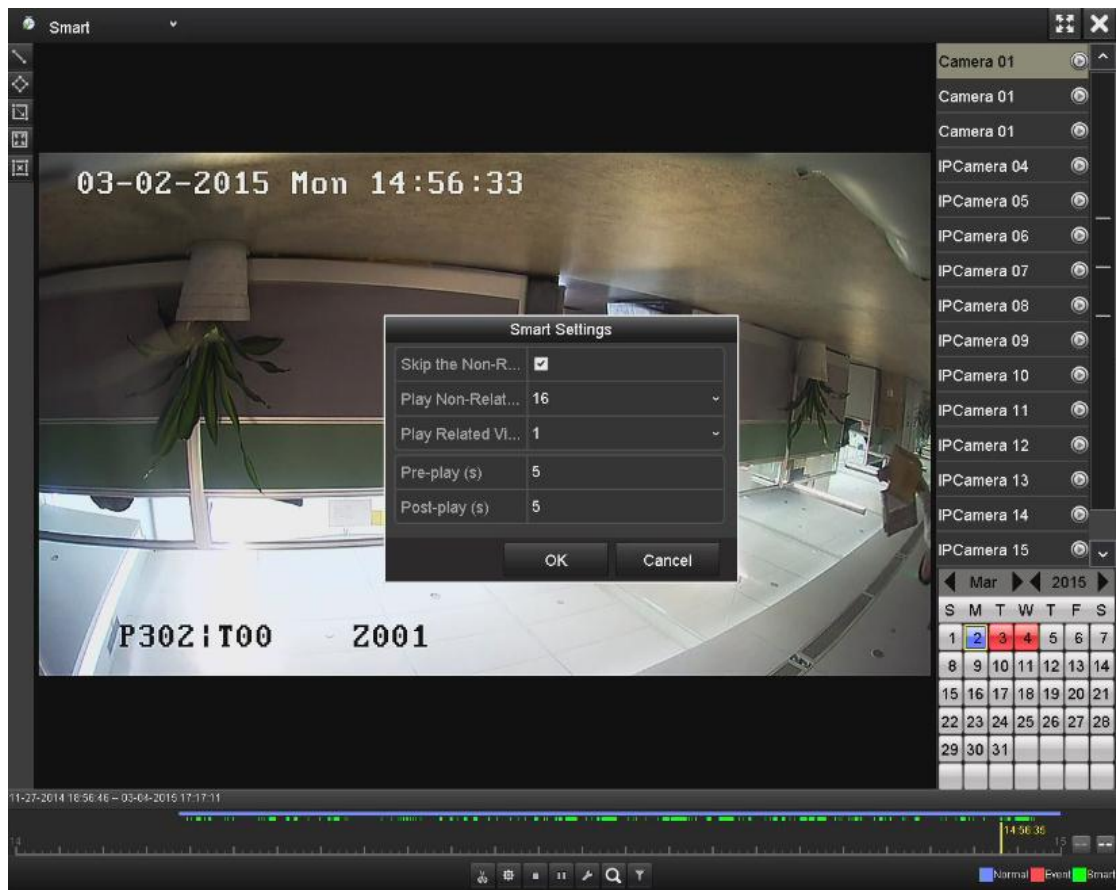 Smart
Camera 01
Camera 01
Camera 01
IPCamera 04
IPCamera 05
IPCamera 06
IPCamera 07
IPCamera 08
IPCamera 09
IPCamera 10
IPCamera 11
IPCamera 12
IPCamera 13
IPCamera 14
IPCamera 15
03-02-2015 Mon 14:56:33
Smart Settings
Skip the Non-R...
Play Non-Relat... 16
Play Related Vi... 1
Pre-play (s) 5
Post-play (s) 5
OK Cancel
P302¦T00 Z001
Mar 2015
S M T W T F S
1 2 3 4 5 6 7
8 9 10 11 12 13 14
15 16 17 18 19 20 21
22 23 24 25 26 27 28
29 30 31
11-27-2014 18:56:46 – 03-04-2015 17:17:11
14:56:35
14 15
Normal Event Smart